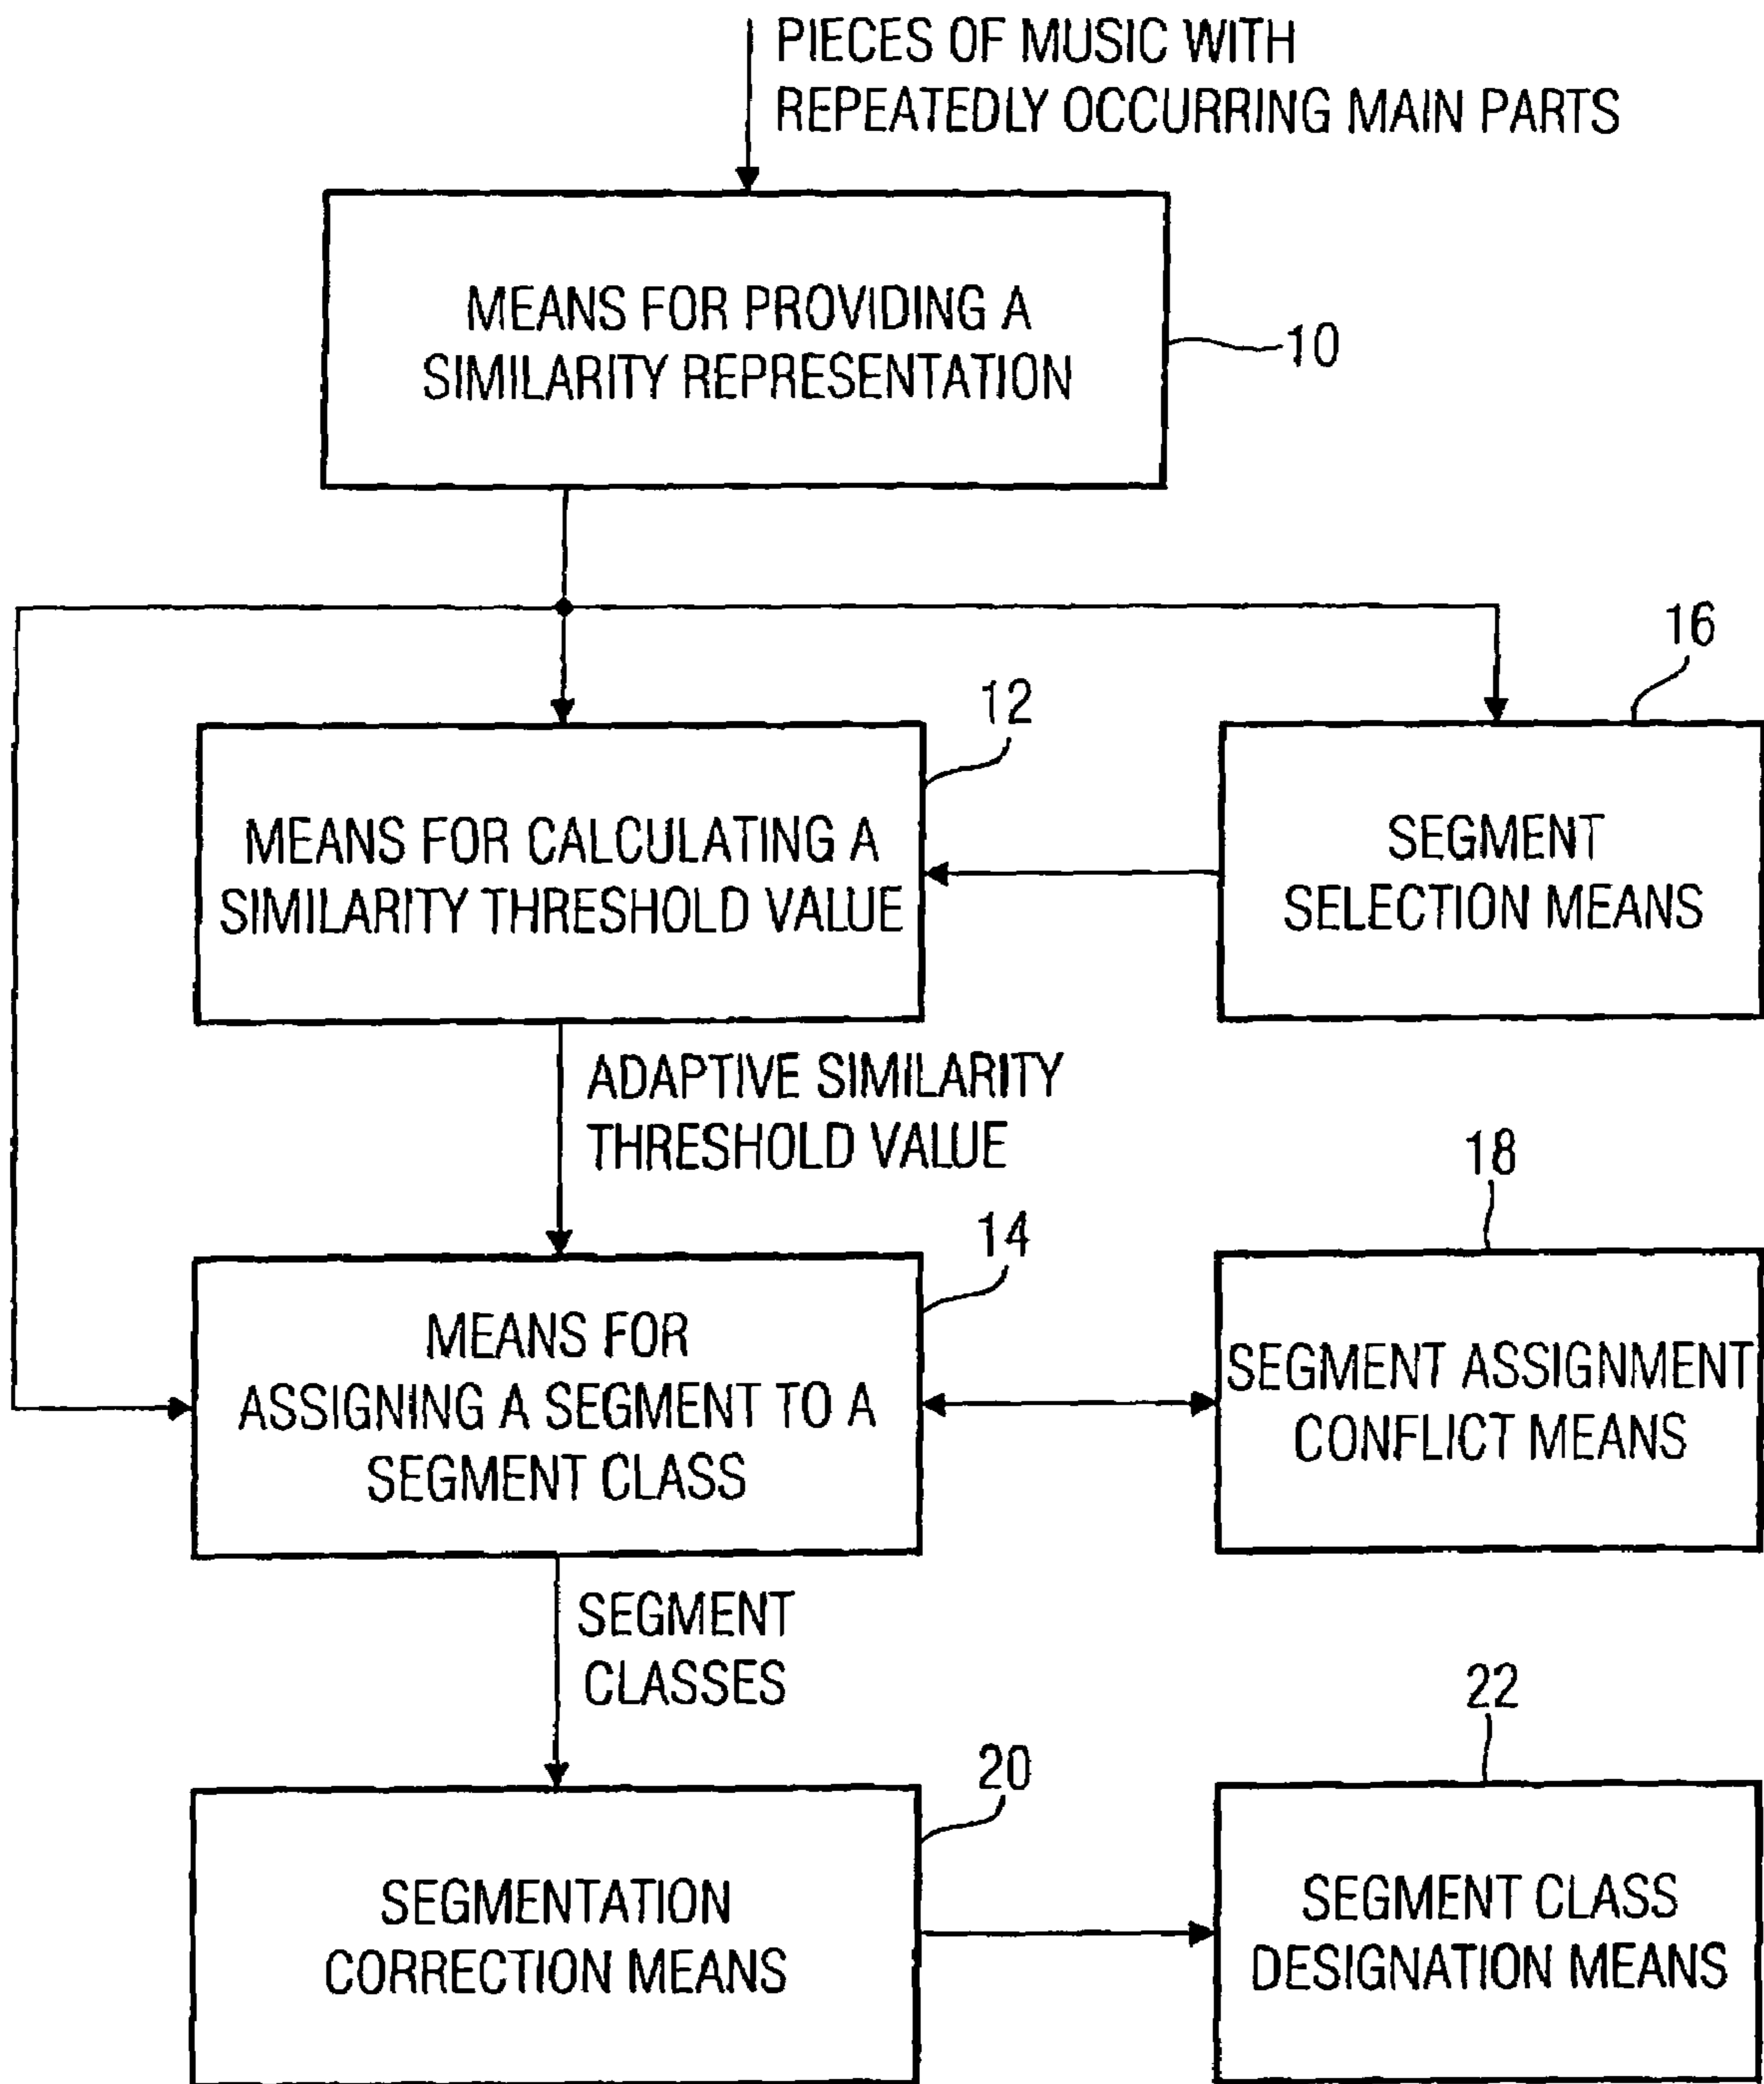 PIECES OF MUSIC WITH
REPEATEDLY OCCURRING MAIN PARTS
MEANS FOR PROVIDING A
SIMILARITY REPRESENTATION
10
16
12
MEANS FOR CALCULATING A
SIMILARITY THRESHOLD VALUE
SEGMENT
SELECTION MEANS
ADAPTIVE SIMILARITY
THRESHOLD VALUE
18
14
MEANS FOR
ASSIGNING A SEGMENT TO A
SEGMENT CLASS
SEGMENT ASSIGNMENT
CONFLICT MEANS
SEGMENT
CLASSES
22
20
SEGMENTATION
CORRECTION MEANS
SEGMENT CLASS
DESIGNATION MEANS